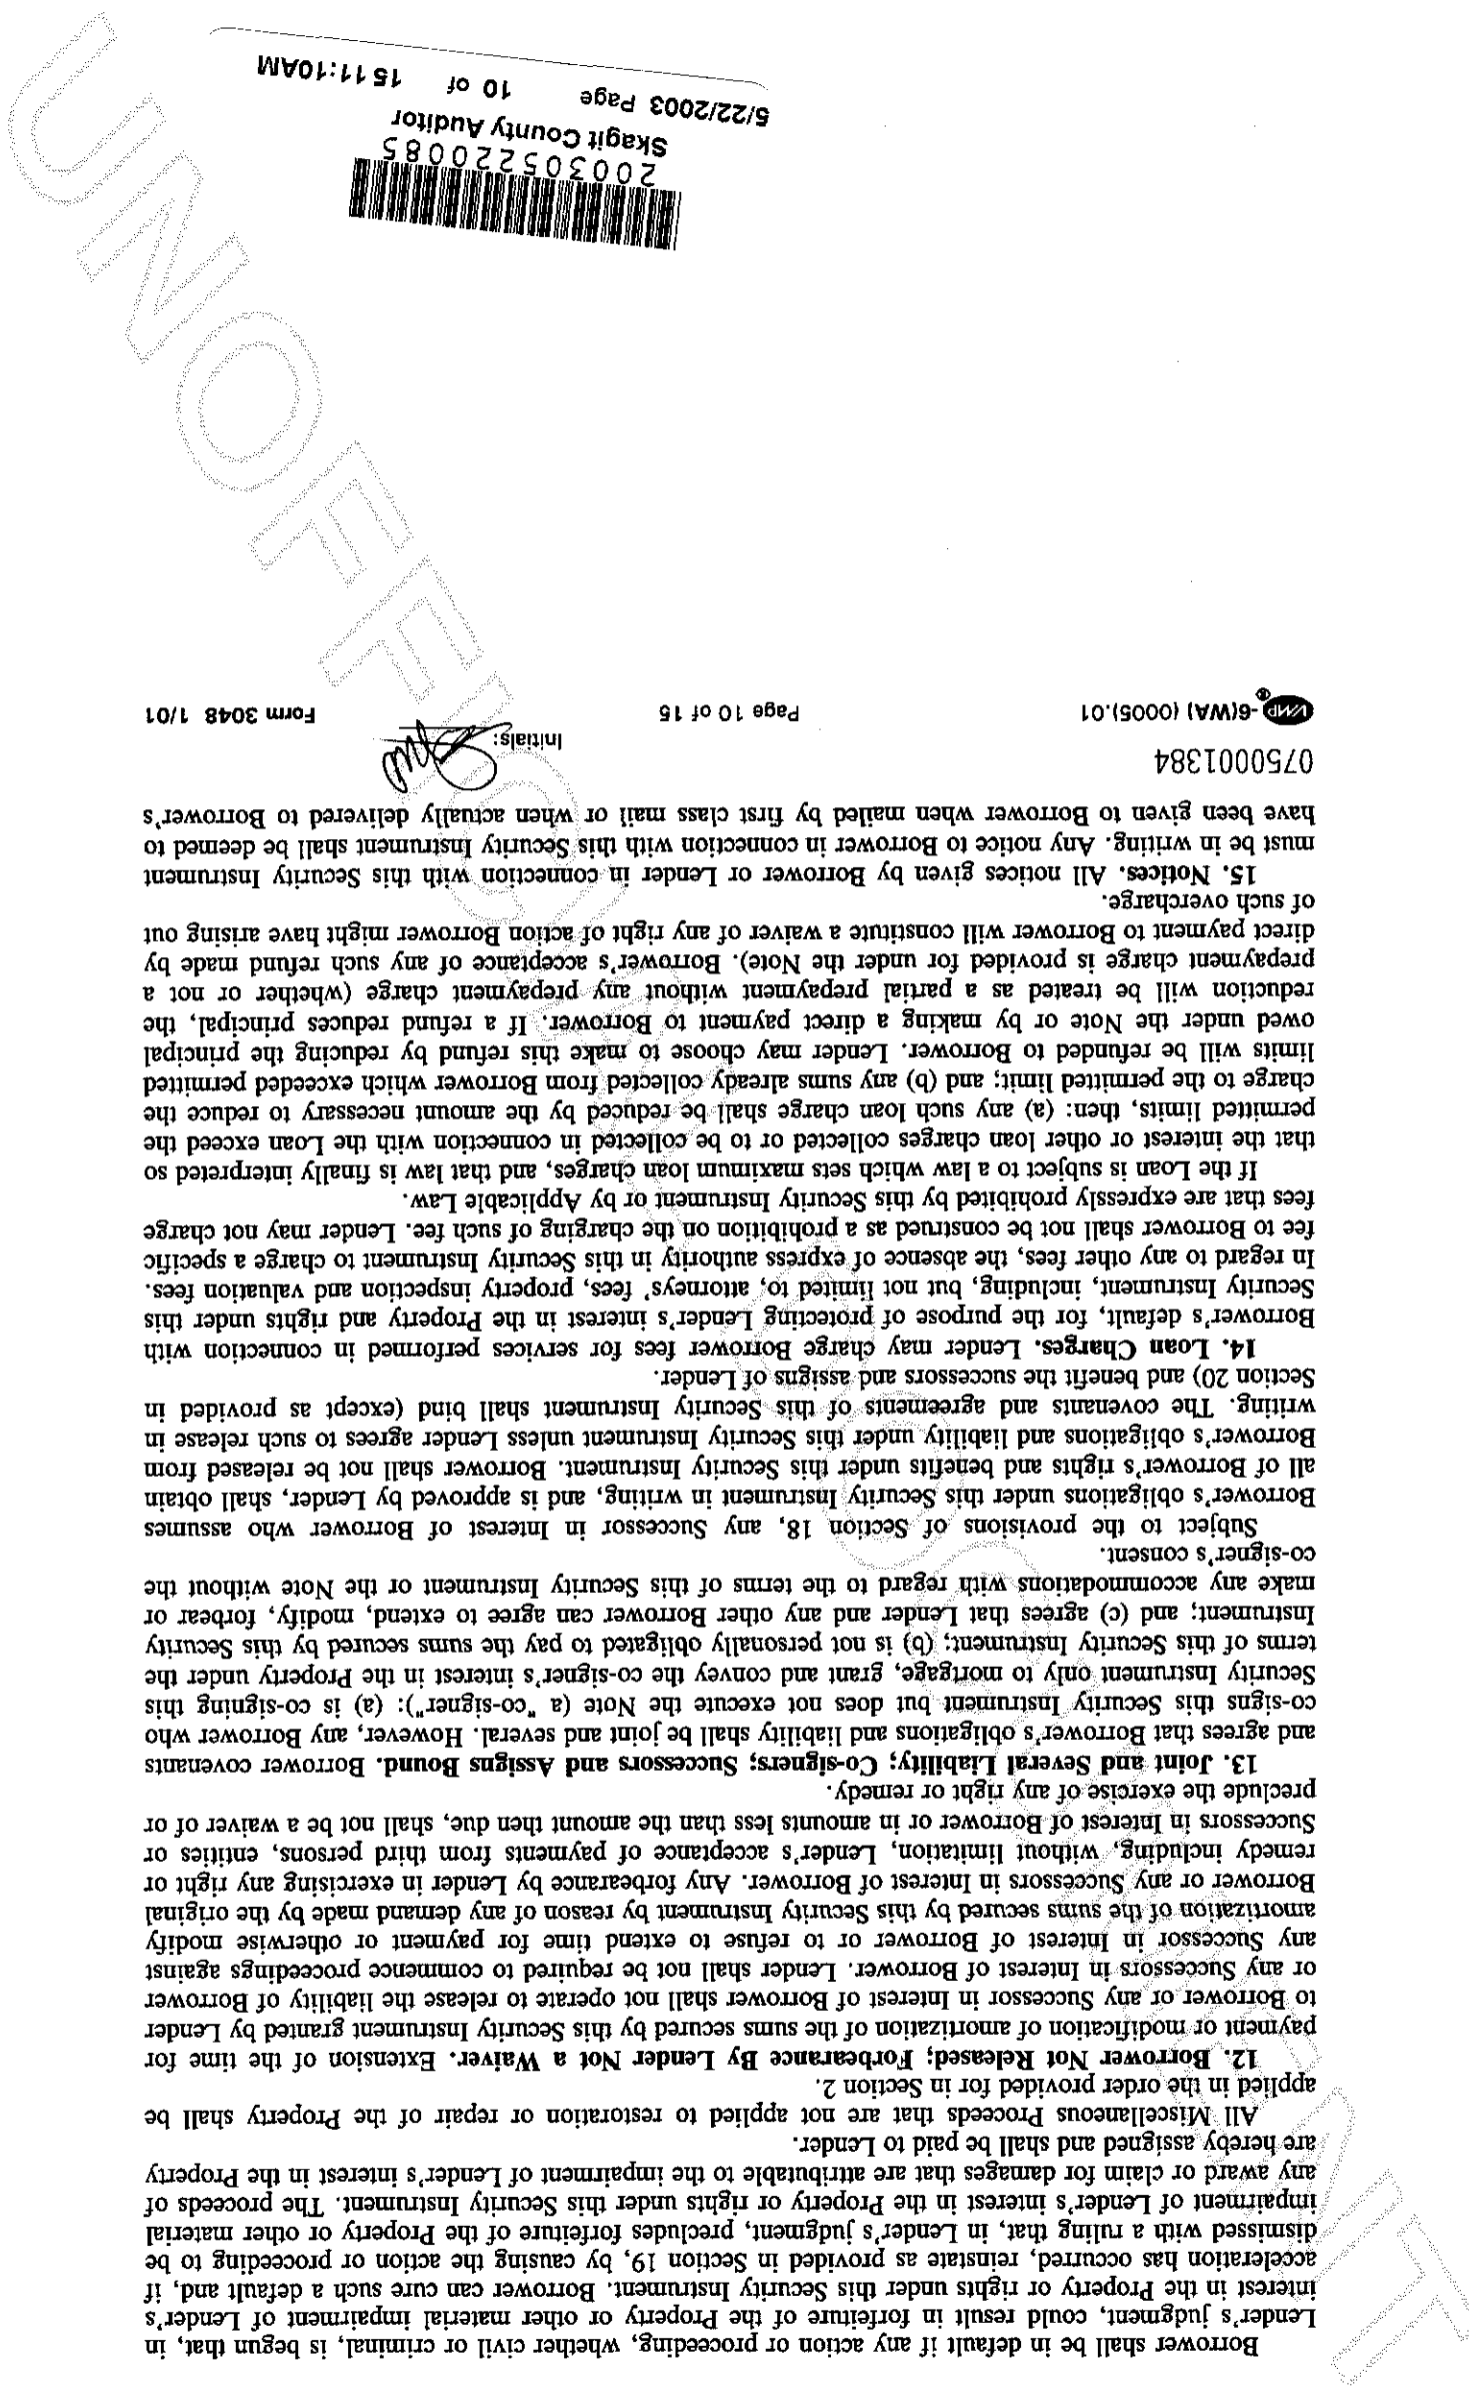 Borrower shall be in default if any action or proceeding, whether civil or criminal, is begun that, in
Lender's judgment, could result in forfeiture of the Property or other material impairment of Lender's
interest in the Property or rights under this Security Instrument. Borrower can cure such a default and, if
acceleration has occurred, reinstate as provided in Section 19, by causing the action or proceeding to be
dismissed with a ruling that, in Lender's judgment, precludes forfeiture of the Property or other material
impairment of Lender's interest in the Property or rights under this Security Instrument. The proceeds of
any award or claim for damages that are attributable to the impairment of Lender's interest in the Property
are hereby assigned and shall be paid to Lender.
All Miscellaneous Proceeds that are not applied to restoration or repair of the Property shall be
applied in the order provided for in Section 2.
12. Borrower Not Released; Forbearance By Lender Not a Waiver. Extension of the time for
payment or modification of amortization of the sums secured by this Security Instrument granted by Lender
to Borrower or any Successor in Interest of Borrower shall not operate to release the liability of Borrower
or any Successors in Interest of Borrower. Lender shall not be required to commence proceedings against
any Successor in Interest of Borrower or to refuse to extend time for payment or otherwise modify
amortization of the sums secured by this Security Instrument by reason of any demand made by the original
Borrower or any Successors in Interest of Borrower. Any forbearance by Lender in exercising any right or
remedy including, without limitation, Lender's acceptance of payments from third persons, entities or
Successors in Interest of Borrower or in amounts less than the amount then due, shall not be a waiver of or
preclude the exercise of any right or remedy.
13. Joint and Several Liability; Co-signers; Successors and Assigns Bound. Borrower covenants
and agrees that Borrower's obligations and liability shall be joint and several. However, any Borrower who
co-signs this Security Instrument but does not execute the Note (a "co-signer"): (a) is co-signing this
Security Instrument only to mortgage, grant and convey the co-signer's interest in the Property under the
terms of this Security Instrument; (b) is not personally obligated to pay the sums secured by this Security
Instrument; and (c) agrees that Lender and any other Borrower can agree to extend, modify, forbear or
make any accommodations with regard to the terms of this Security Instrument or the Note without the
co-signer's consent.
Subject to the provisions of Section 18, any Successor in Interest of Borrower who assumes
Borrower's obligations under this Security Instrument in writing, and is approved by Lender, shall obtain
all of Borrower's rights and benefits under this Security Instrument. Borrower shall not be released from
Borrower's obligations and liability under this Security Instrument unless Lender agrees to such release in
writing. The covenants and agreements of this Security Instrument shall bind (except as provided in
Section 20) and benefit the successors and assigns of Lender.
14. Loan Charges. Lender may charge Borrower fees for services performed in connection with
Borrower's default, for the purpose of protecting Lender's interest in the Property and rights under this
Security Instrument, including, but not limited to, attorneys' fees, property inspection and valuation fees.
In regard to any other fees, the absence of express authority in this Security Instrument to charge a specific
fee to Borrower shall not be construed as a prohibition on the charging of such fee. Lender may not charge
fees that are expressly prohibited by this Security Instrument or by Applicable Law.
If the Loan is subject to a law which sets maximum loan charges, and that law is finally interpreted so
that the interest or other loan charges collected or to be collected in connection with the Loan exceed the
permitted limits, then: (a) any such loan charge shall be reduced by the amount necessary to reduce the
charge to the permitted limit; and (b) any sums already collected from Borrower which exceeded permitted
limits will be refunded to Borrower. Lender may choose to make this refund by reducing the principal
owed under the Note or by making a direct payment to Borrower. If a refund reduces principal, the
reduction will be treated as a partial prepayment without any prepayment charge (whether or not a
prepayment charge is provided for under the Note). Borrower's acceptance of any such refund made by
direct payment to Borrower will constitute a waiver of any right of action Borrower might have arising out
of such overcharge.
15. Notices. All notices given by Borrower or Lender in connection with this Security Instrument
must be in writing. Any notice to Borrower in connection with this Security Instrument shall be deemed to
have been given to Borrower when mailed by first class mail or when actually delivered to Borrower's
0750001384
Initials:
VMP®-6(WA) (0005).01 Page 10 of 15 Form 3048 1/01
200305220085
Skagit County Auditor
5/22/2003 Page 10 of 15 11:10AM
UNOFFICIAL DOCUMENT